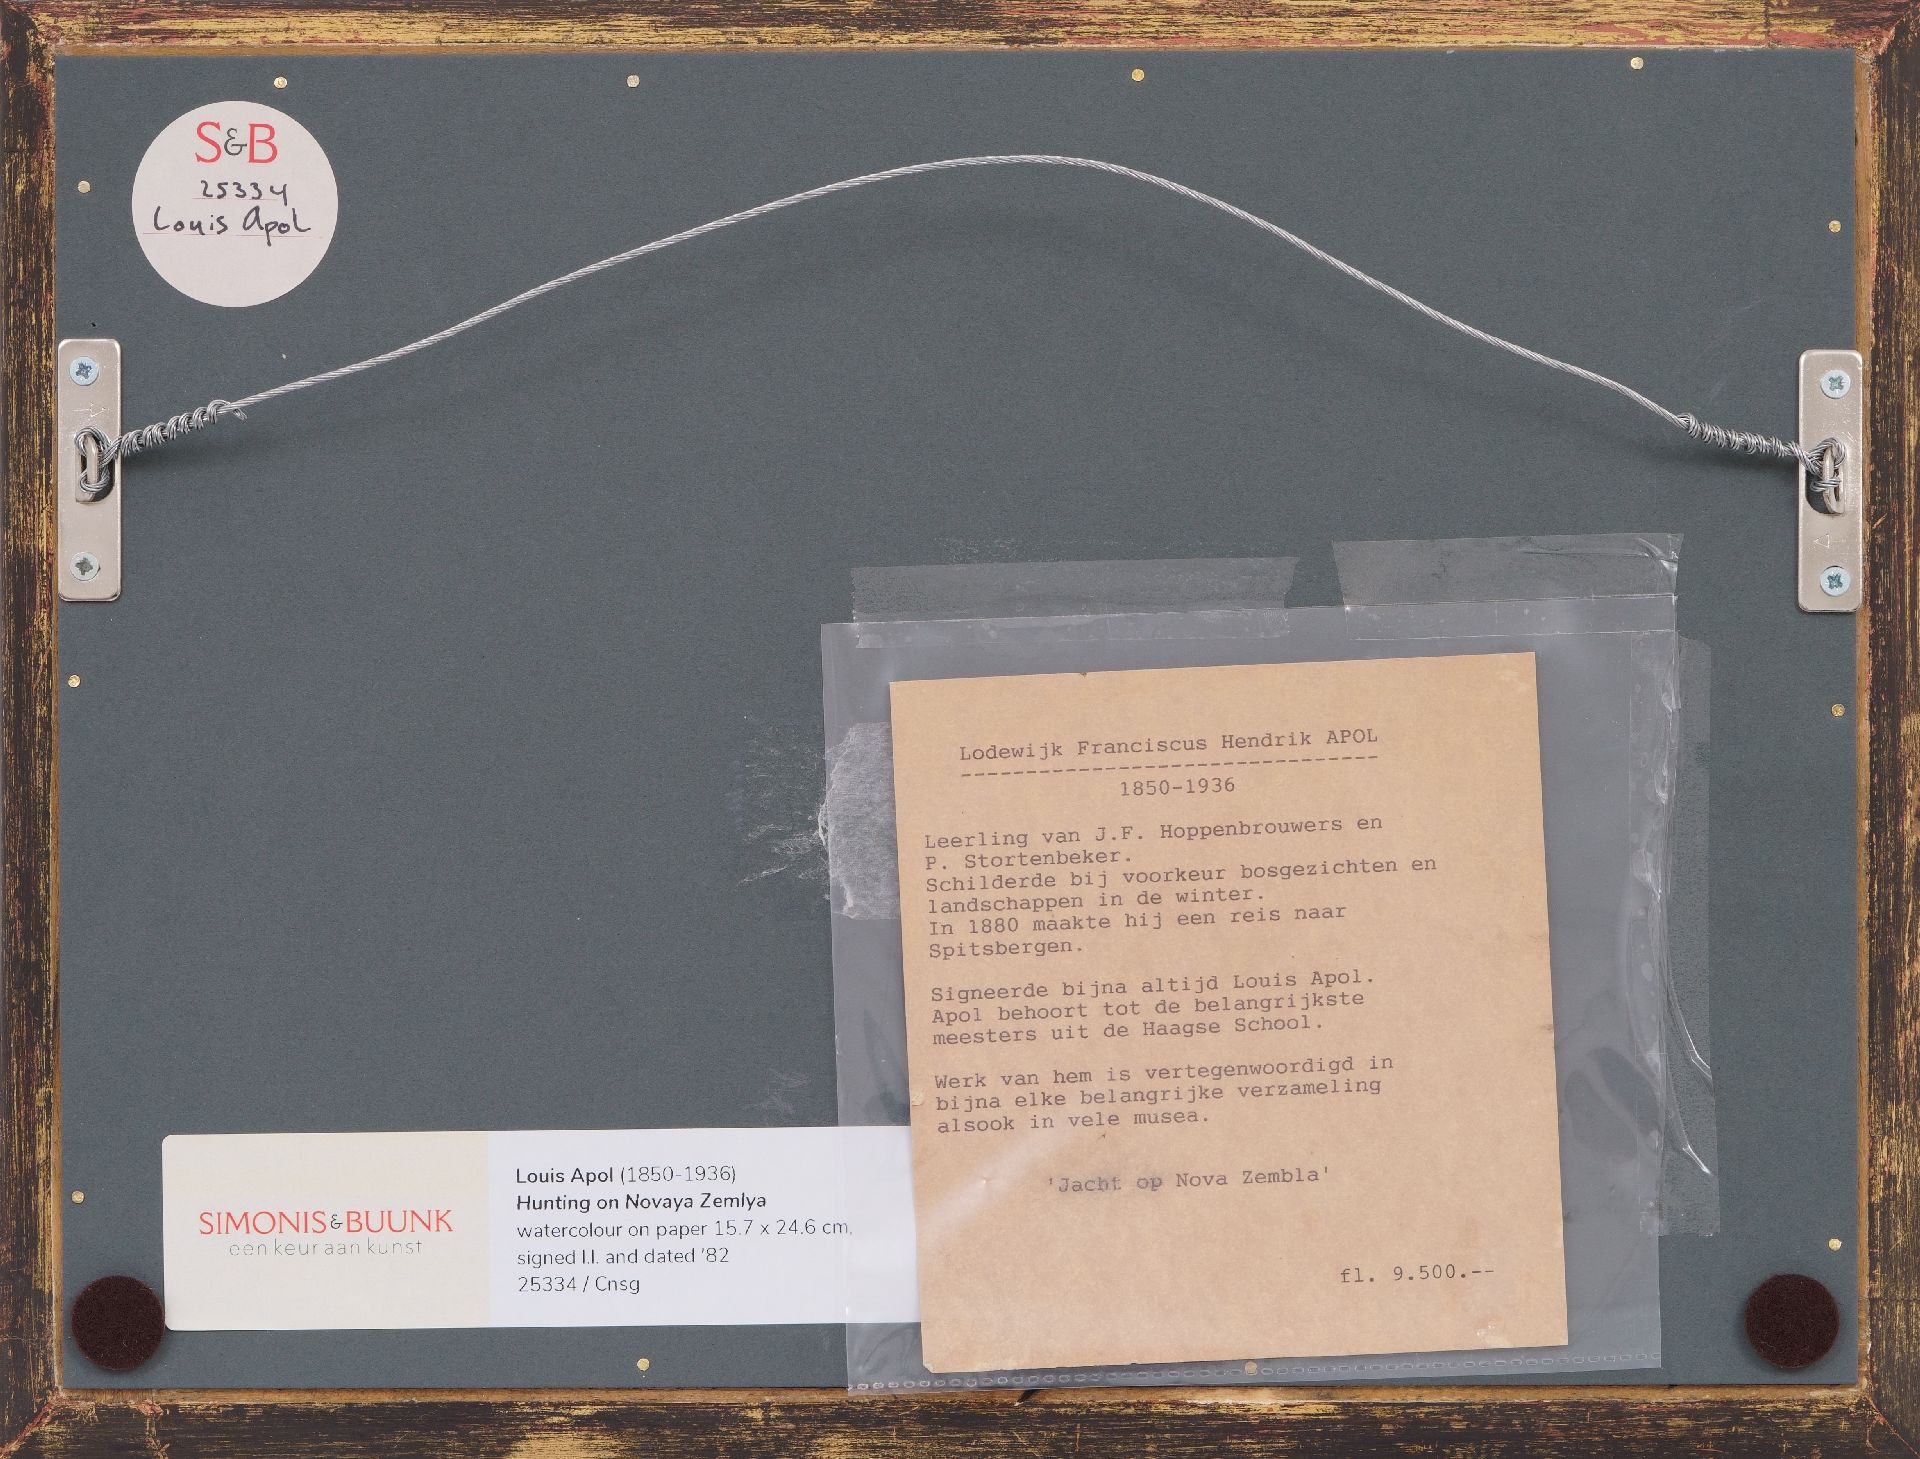 S&B
25334
Louis Apol
Lodewijk Franciscus Hendrik APOL
--------------------------------
1850-1936
Leerling van J.F. Hoppenbrouwers en
P. Stortenbeker.
Schilderde bij voorkeur bosgezichten en
landschappen in de winter.
In 1880 maakte hij een reis naar
Spitsbergen.
Signeerde bijna altijd Louis Apol.
Apol behoort tot de belangrijkste
meesters uit de Haagse School.
Werk van hem is vertegenwoordigd in
bijna elke belangrijke verzameling
alsook in vele musea.
'Jacht op Nova Zembla'
fl. 9.500.--
SIMONIS&BUUNK
een keur aan kunst
Louis Apol (1850-1936)
Hunting on Novaya Zemlya
watercolour on paper 15.7 x 24.6 cm,
signed l.l. and dated '82
25334 / Cnsg